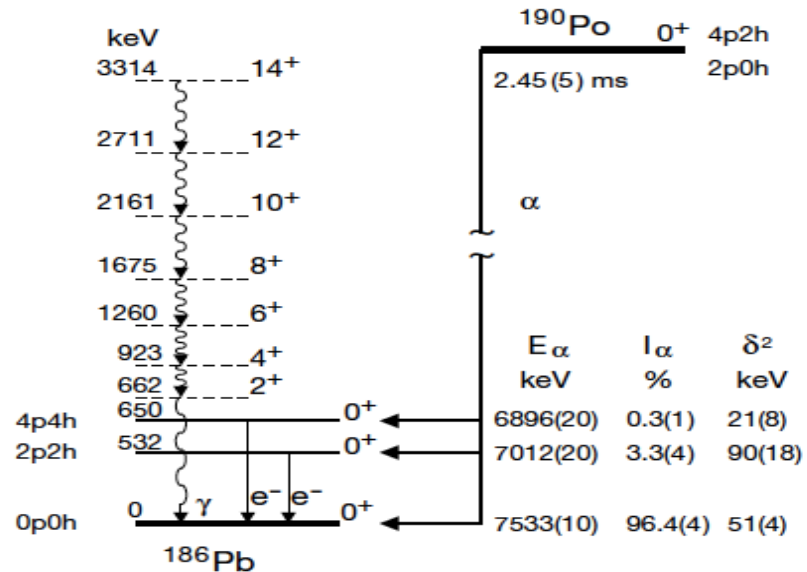 ¹⁹⁰Po 0⁺ 4p2h
keV
2p0h
3314 14⁺
2.45(5) ms
2711 12⁺
2161 10⁺
α
1675 8⁺
1260 6⁺
Eα Iα δ²
923 4⁺
keV % keV
662 2⁺
4p4h 650 0⁺ 6896(20) 0.3(1) 21(8)
2p2h 532 0⁺ 7012(20) 3.3(4) 90(18)
γ e⁻ e⁻
0p0h 0 0⁺ 7533(10) 96.4(4) 51(4)
¹⁸⁶Pb